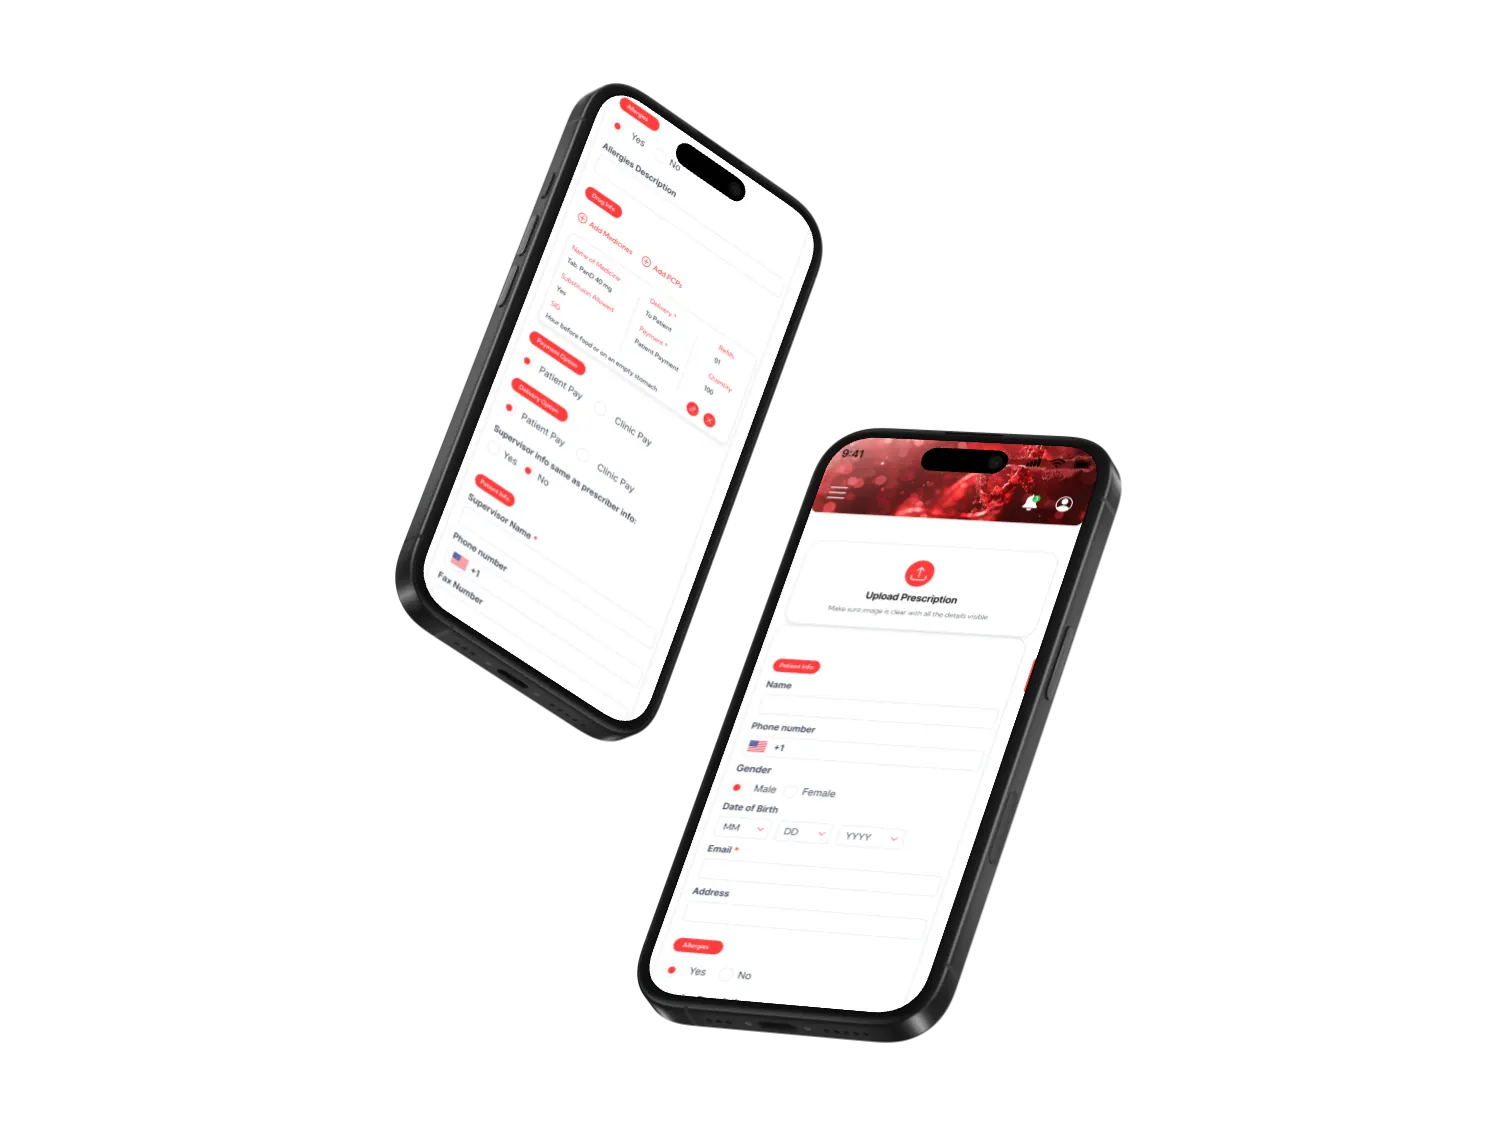 Allergies
Yes
No
Allergies Description
Drug Info
Add Medicines
Add PCPs
Name of Medicine
Tab. PanD 40 mg
Substitution Allowed
Yes
SIG
Hour before food or on an empty stomach
Delivery *
To Patient
Payment *
Patient Payment
Refills
01
Quantity
100
Payment Option
Patient Pay
Clinic Pay
Delivery Option
Patient Pay
Clinic Pay
Supervisor info same as prescriber info:
Yes
No
Patient Info
Supervisor Name *
Phone number
+1
Fax Number
9:41
Upload Prescription
Make sure image is clear with all the details visible
Patient Info
Name
Phone number
+1
Gender
Male
Female
Date of Birth
MM
DD
YYYY
Email *
Address
Allergies
Yes
No